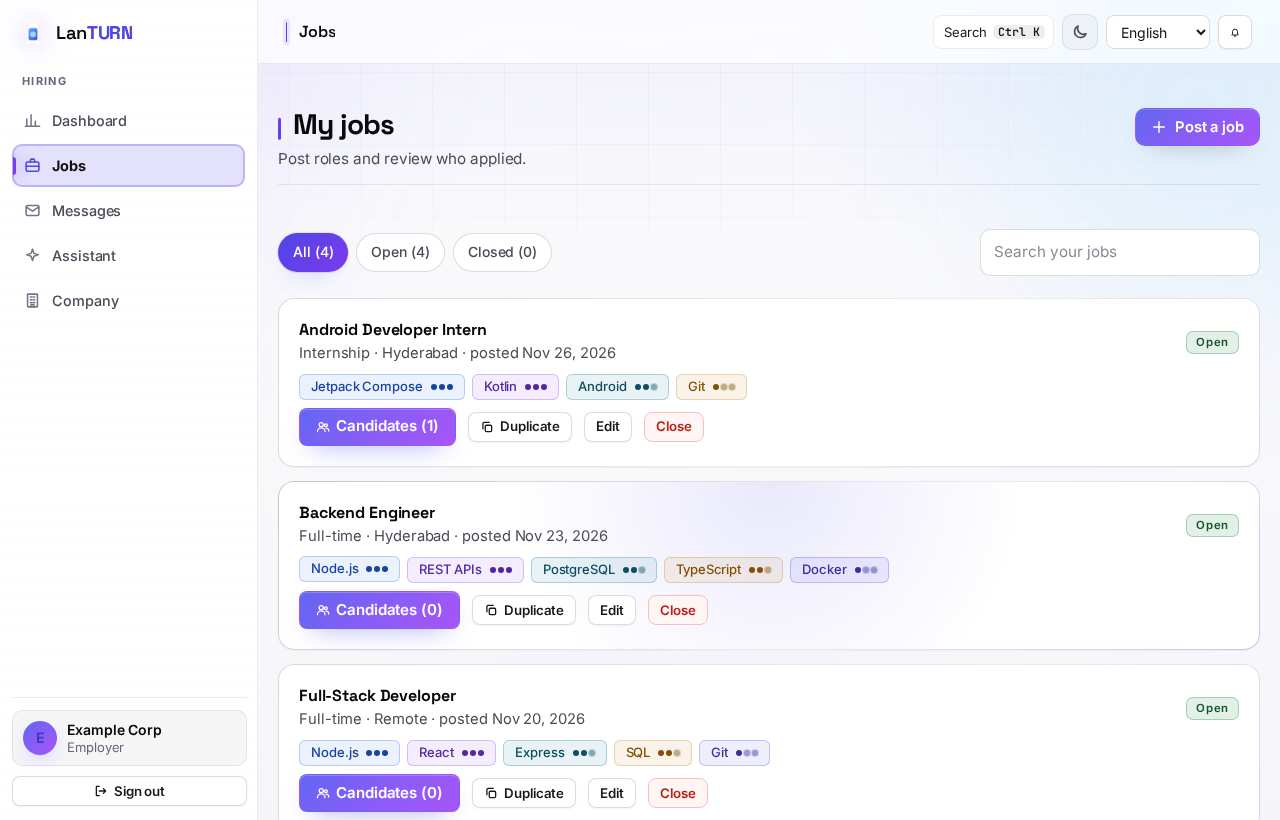 LanTURN
HIRING
Dashboard
Jobs
Messages
Assistant
Company
E
Example Corp
Employer
Sign out
Jobs
Search Ctrl K
English
My jobs
Post roles and review who applied.
Post a job
All (4)
Open (4)
Closed (0)
Search your jobs
Android Developer Intern
Internship · Hyderabad · posted Nov 26, 2026
Open
Jetpack Compose
Kotlin
Android
Git
Candidates (1)
Duplicate
Edit
Close
Backend Engineer
Full-time · Hyderabad · posted Nov 23, 2026
Open
Node.js
REST APIs
PostgreSQL
TypeScript
Docker
Candidates (0)
Duplicate
Edit
Close
Full-Stack Developer
Full-time · Remote · posted Nov 20, 2026
Open
Node.js
React
Express
SQL
Git
Candidates (0)
Duplicate
Edit
Close